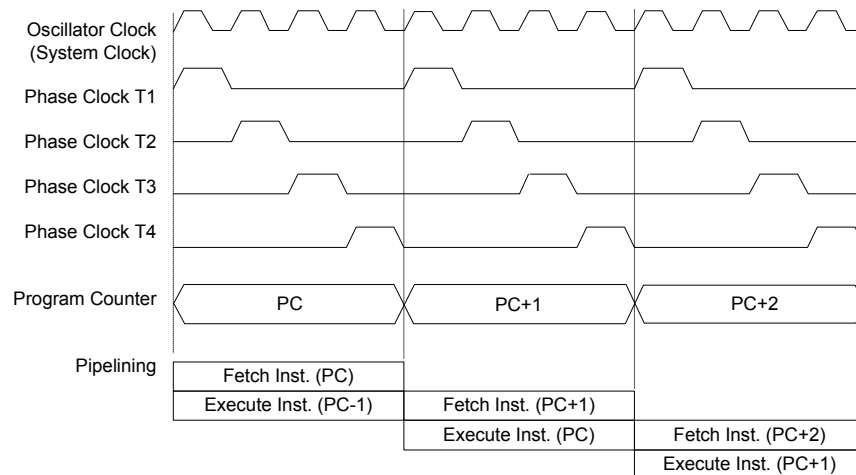 Oscillator Clock
(System Clock)
Phase Clock T1
Phase Clock T2
Phase Clock T3
Phase Clock T4
Program Counter
PC
PC+1
PC+2
Pipelining
Fetch Inst. (PC)
Execute Inst. (PC-1)
Fetch Inst. (PC+1)
Execute Inst. (PC)
Fetch Inst. (PC+2)
Execute Inst. (PC+1)